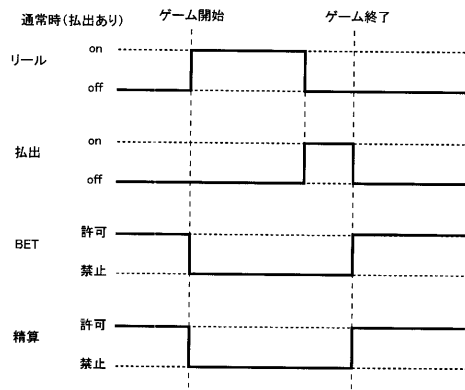 通常時(払出あり) ゲーム開始 ゲーム終了
リール on
off
払出 on
off
BET 許可
禁止
精算 許可
禁止